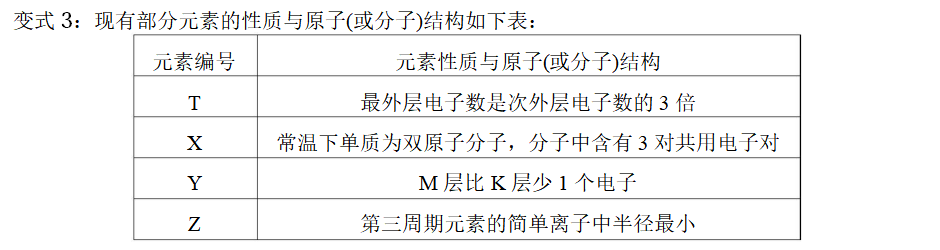 变式 3：现有部分元素的性质与原子(或分子)结构如下表：
元素编号 元素性质与原子(或分子)结构
T 最外层电子数是次外层电子数的 3 倍
X 常温下单质为双原子分子，分子中含有 3 对共用电子对
Y M 层比 K 层少 1 个电子
Z 第三周期元素的简单离子中半径最小